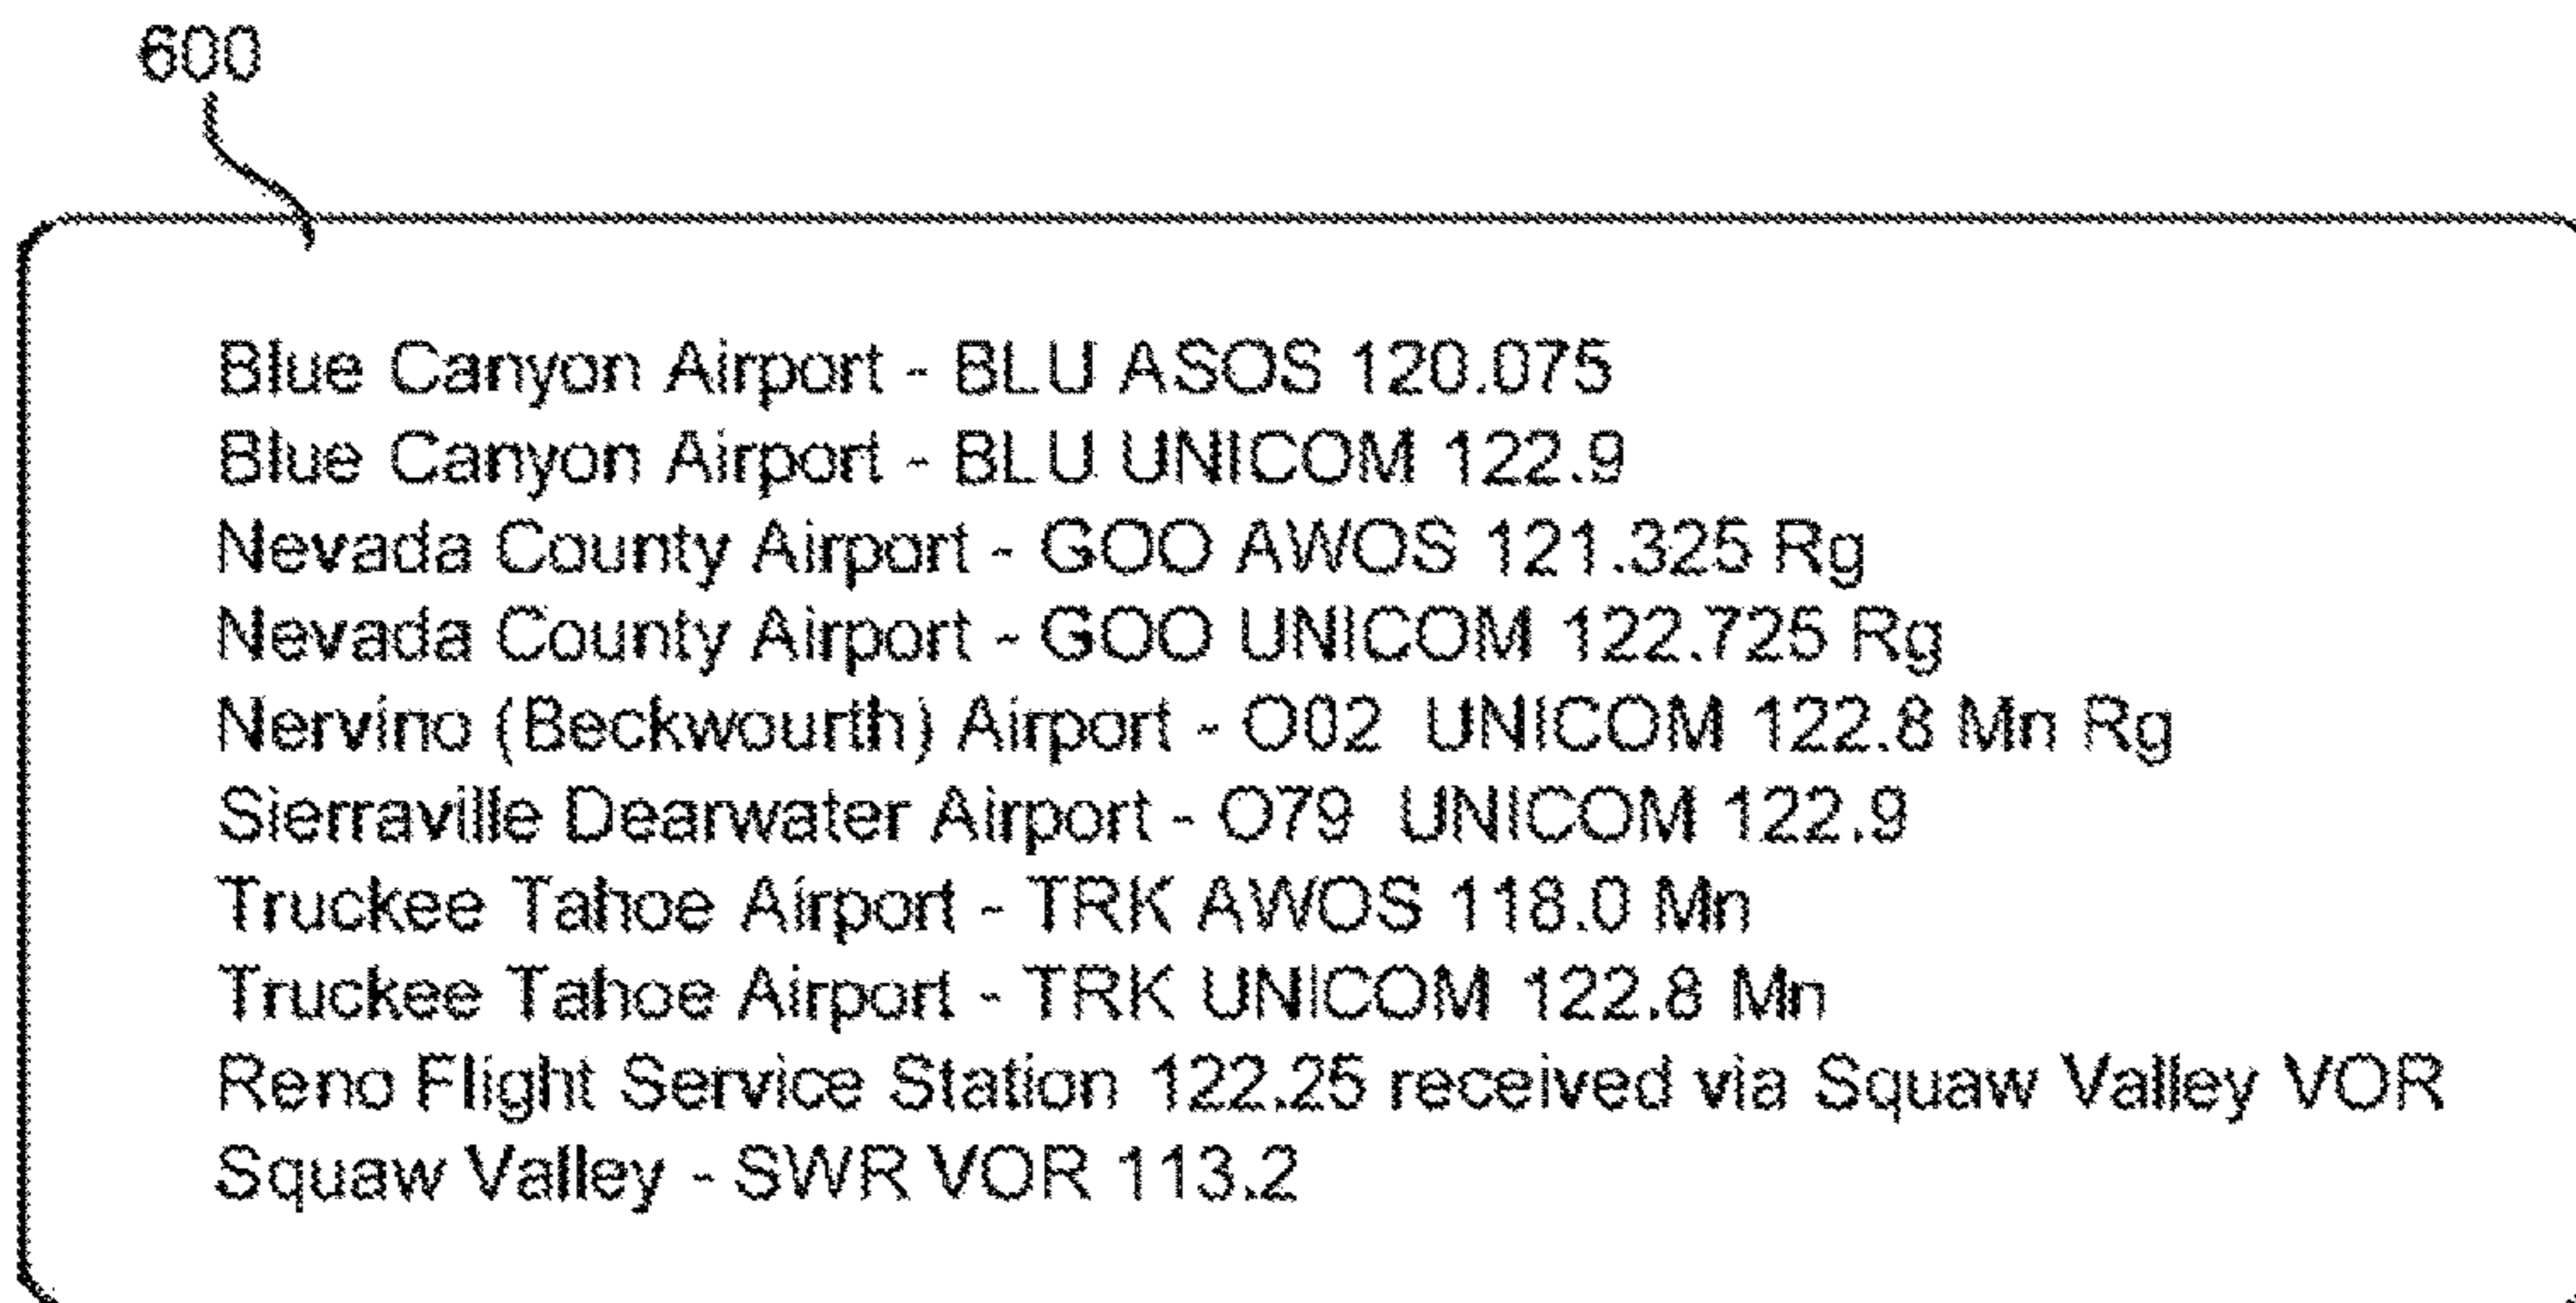 600
Blue Canyon Airport - BLU ASOS 120.075
Blue Canyon Airport - BLU UNICOM 122.9
Nevada County Airport - GOO AWOS 121.325 Rg
Nevada County Airport - GOO UNICOM 122.725 Rg
Nervino (Beckwourth) Airport - O02 UNICOM 122.8 Mn Rg
Sierraville Dearwater Airport - O79 UNICOM 122.9
Truckee Tahoe Airport - TRK AWOS 118.0 Mn
Truckee Tahoe Airport - TRK UNICOM 122.8 Mn
Reno Flight Service Station 122.25 received via Squaw Valley VOR
Squaw Valley - SWR VOR 113.2